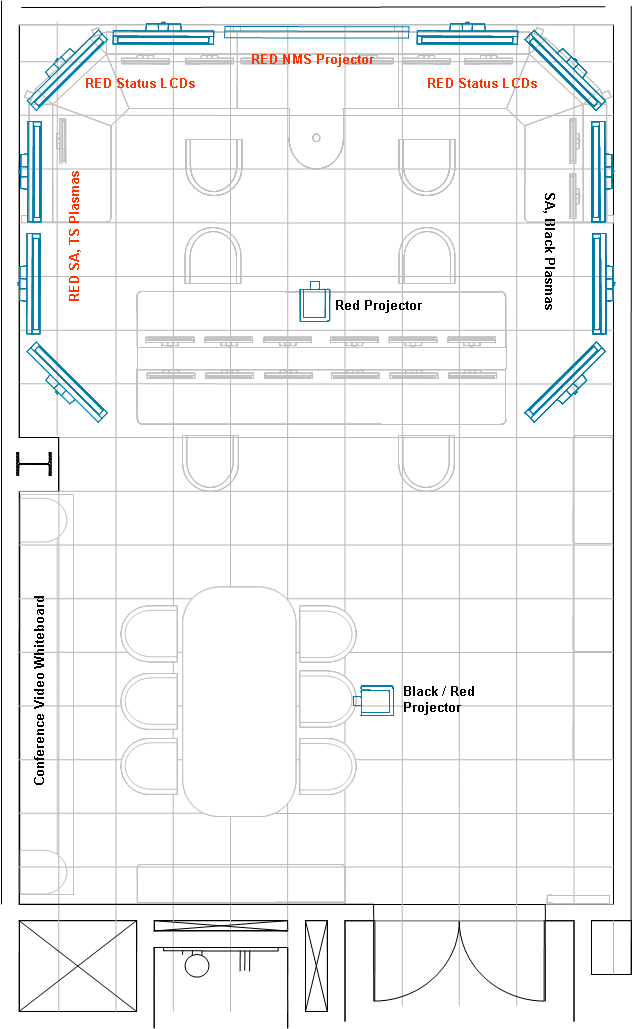 RED NMS Projector
RED Status LCDs
RED Status LCDs
RED SA, TS Plasmas
SA, Black Plasmas
Red Projector
Conference Video Whiteboard
Black / Red
Projector